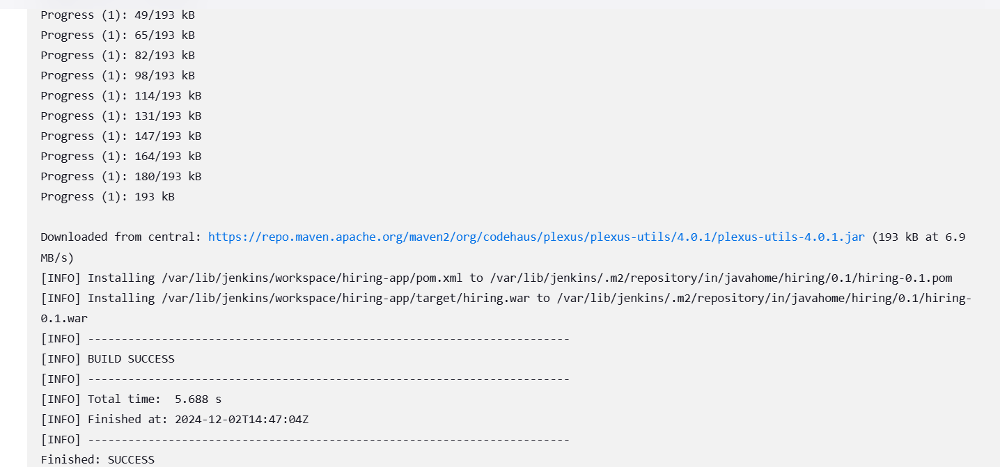 Progress (1): 49/193 kB
Progress (1): 65/193 kB
Progress (1): 82/193 kB
Progress (1): 98/193 kB
Progress (1): 114/193 kB
Progress (1): 131/193 kB
Progress (1): 147/193 kB
Progress (1): 164/193 kB
Progress (1): 180/193 kB
Progress (1): 193 kB
Downloaded from central: https://repo.maven.apache.org/maven2/org/codehaus/plexus/plexus-utils/4.0.1/plexus-utils-4.0.1.jar (193 kB at 6.9
MB/s)
[INFO] Installing /var/lib/jenkins/workspace/hiring-app/pom.xml to /var/lib/jenkins/.m2/repository/in/javahome/hiring/0.1/hiring-0.1.pom
[INFO] Installing /var/lib/jenkins/workspace/hiring-app/target/hiring.war to /var/lib/jenkins/.m2/repository/in/javahome/hiring/0.1/hiring-
0.1.war
[INFO] ------------------------------------------------------------------------
[INFO] BUILD SUCCESS
[INFO] ------------------------------------------------------------------------
[INFO] Total time:  5.688 s
[INFO] Finished at: 2024-12-02T14:47:04Z
[INFO] ------------------------------------------------------------------------
Finished: SUCCESS